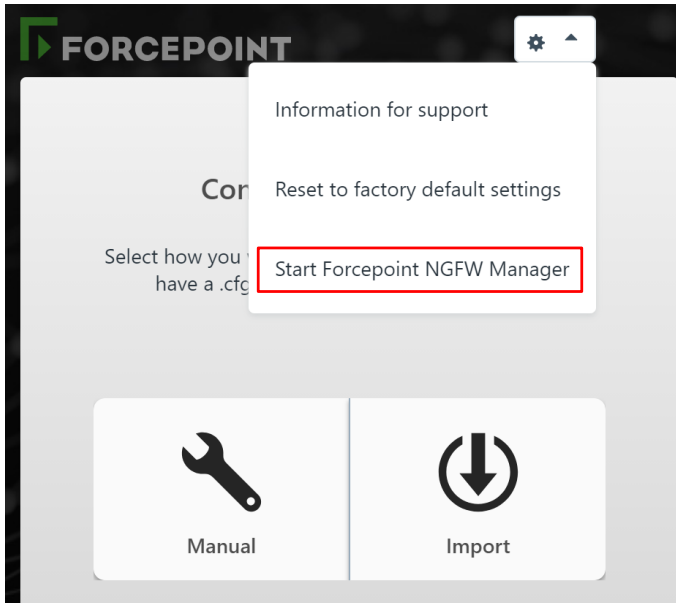 FORCEPOINT
Information for support
Reset to factory default settings
Start Forcepoint NGFW Manager
Select how you
have a .cfg
Manual
Import